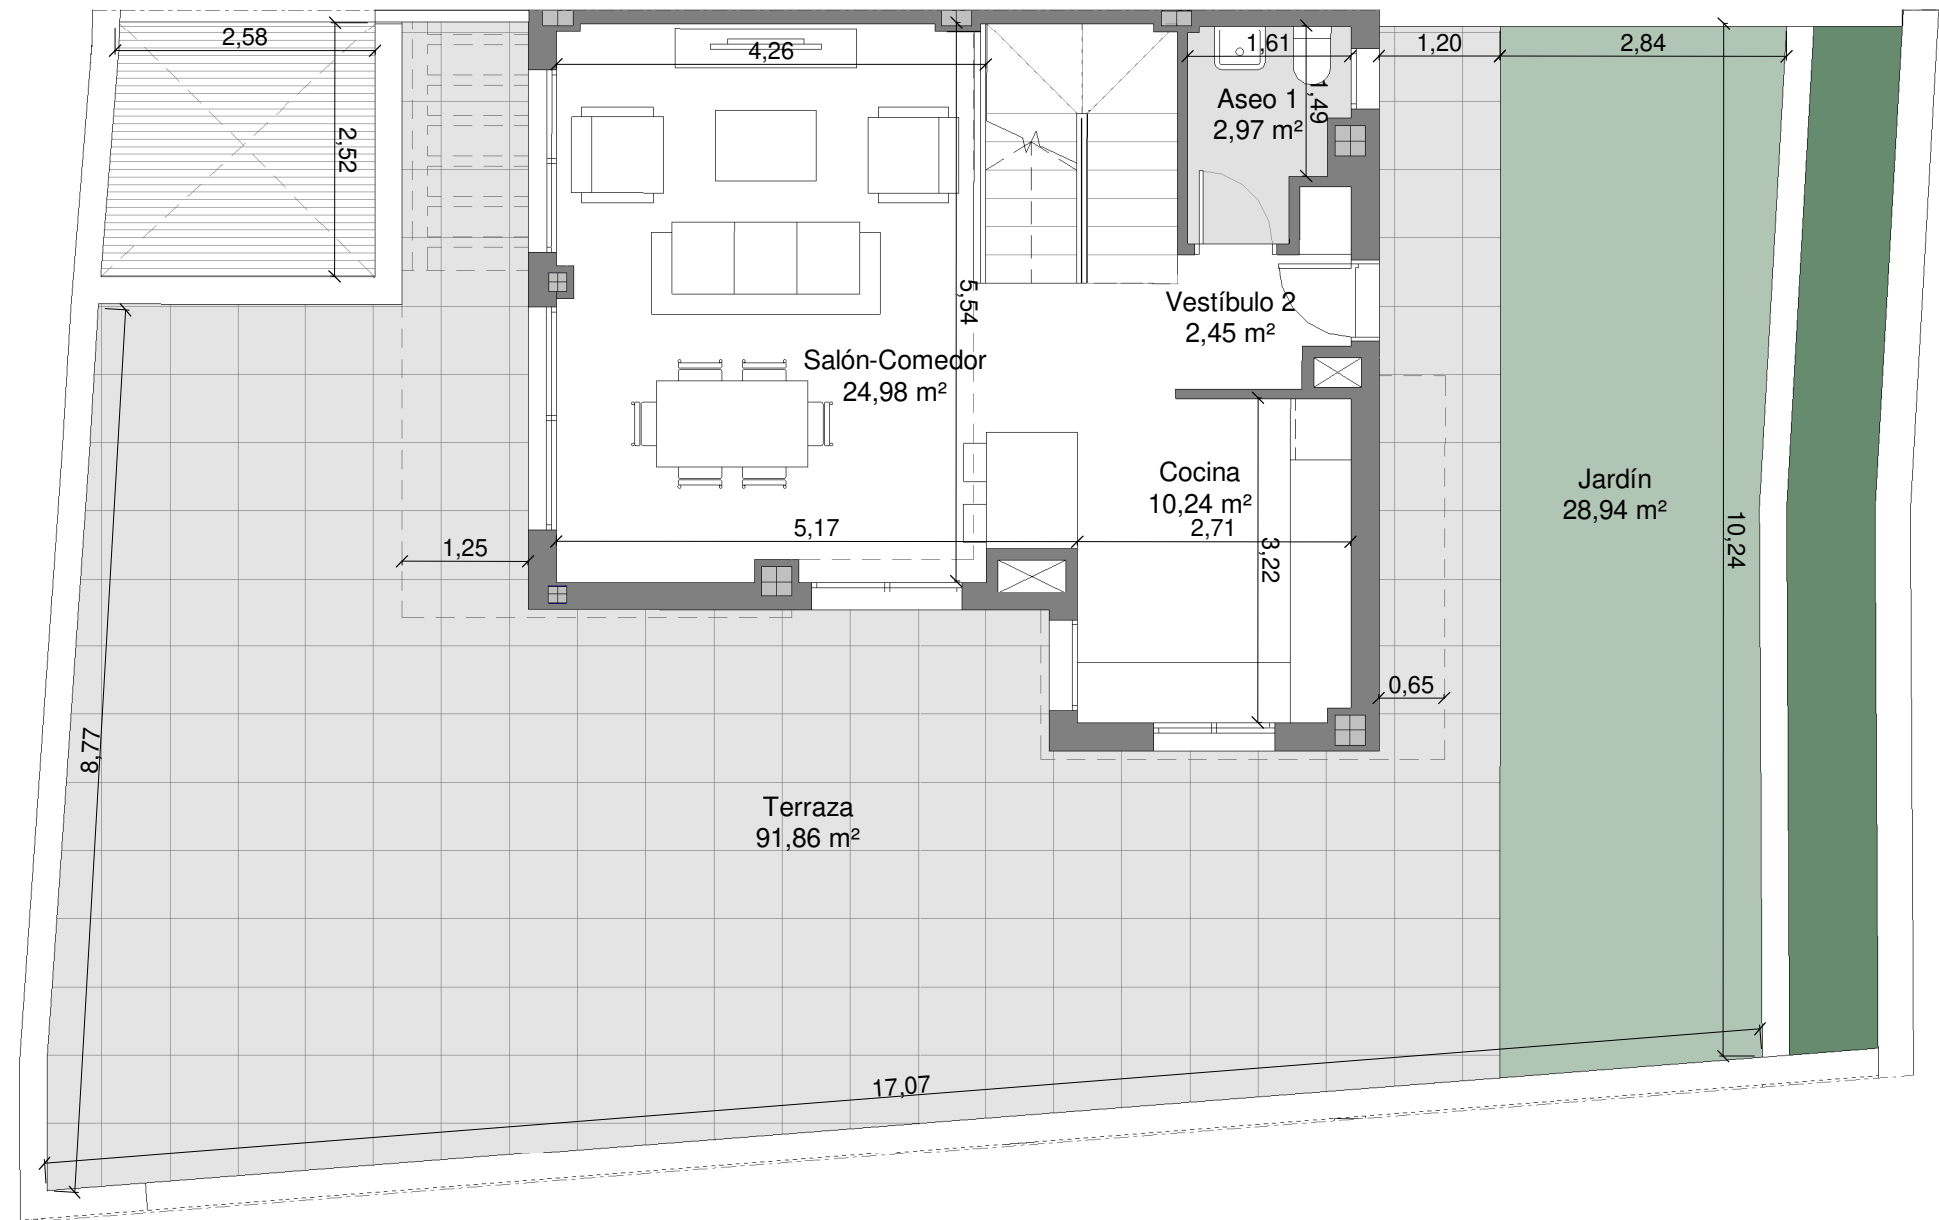 2,58
4,26
1,61
1,20
2,84
2,52
Aseo 1
2,97 m²
1,49
5,54
Vestíbulo 2
2,45 m²
Salón-Comedor
24,98 m²
Cocina
10,24 m²
Jardín
28,94 m²
1,25
5,17
2,71
3,22
10,24
0,65
8,77
Terraza
91,86 m²
17,07